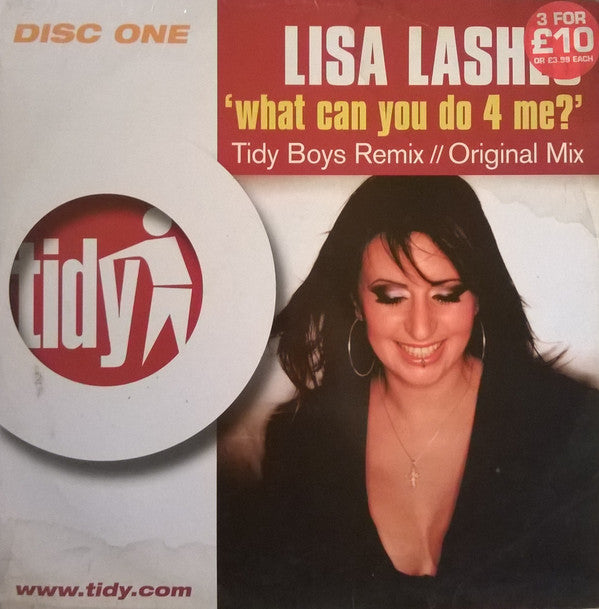 DISC ONE
LISA LASHES
3 FOR
£10
OR £3.99 EACH
'what can you do 4 me?'
Tidy Boys Remix // Original Mix
tidy
www.tidy.com